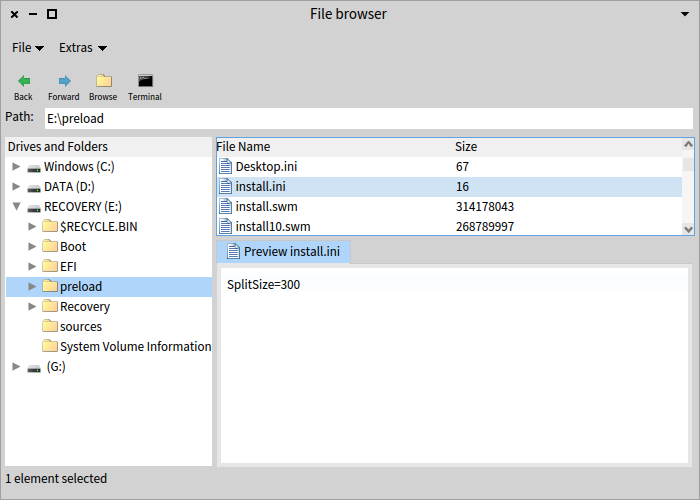 File browser
File Extras
Back Forward Browse Terminal
Path: E:\preload
Drives and Folders
Windows (C:)
DATA (D:)
RECOVERY (E:)
$RECYCLE.BIN
Boot
EFI
preload
Recovery
sources
System Volume Information
(G:)
File Name Size
Desktop.ini 67
install.ini 16
install.swm 314178043
install10.swm 268789997
Preview install.ini
SplitSize=300
1 element selected